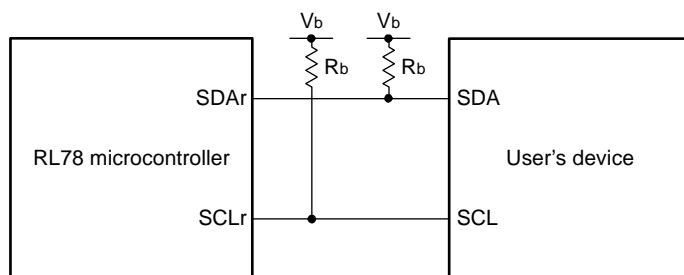 Vb Vb
Rb Rb
SDAr SDA
RL78 microcontroller User's device
SCLr SCL